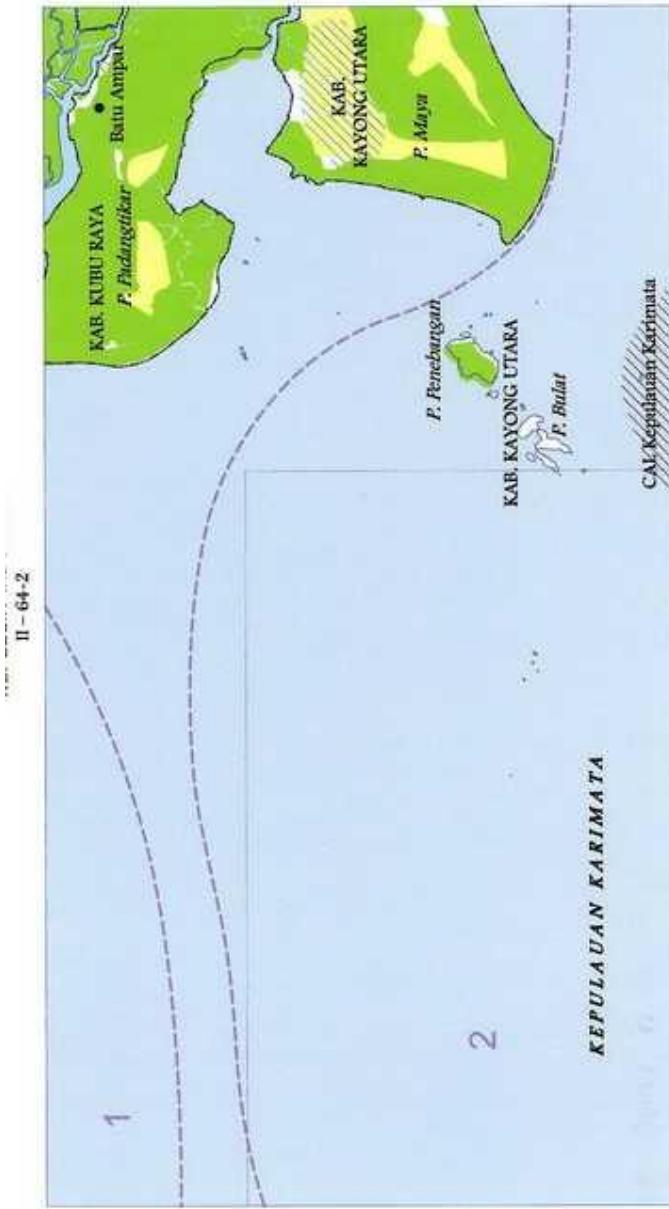 II – 64-2
KAB. KUBU RAYA
P. Padangtikar
Batu Ampar
KAB.
KAYONG UTARA
P. Maya
P. Penebangan
KAB. KAYONG UTARA
P. Bulat
CAL Kepulauan Karimata
1
2
KEPULAUAN KARIMATA